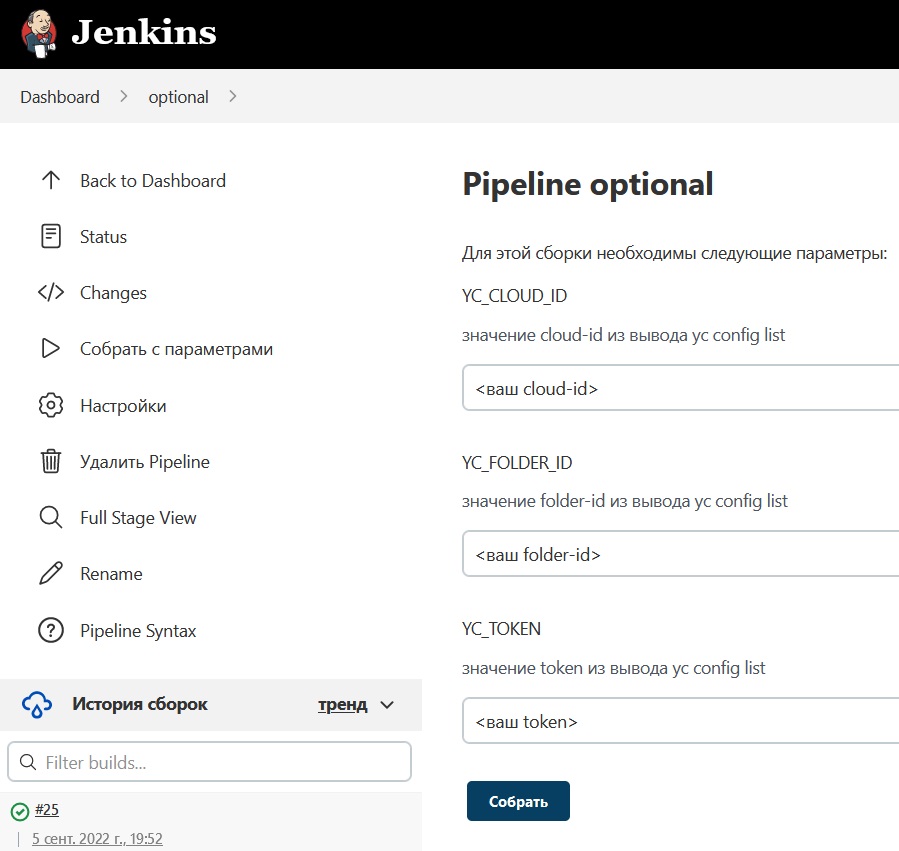 Jenkins
Dashboard
optional
Back to Dashboard
Status
Changes
Собрать с параметрами
Настройки
Удалить Pipeline
Full Stage View
Rename
Pipeline Syntax
История сборок
тренд
Filter builds...
#25
5 сент. 2022 г., 19:52
Pipeline optional
Для этой сборки необходимы следующие параметры:
YC_CLOUD_ID
значение cloud-id из вывода yc config list
<ваш cloud-id>
YC_FOLDER_ID
значение folder-id из вывода yc config list
<ваш folder-id>
YC_TOKEN
значение token из вывода yc config list
<ваш token>
Собрать